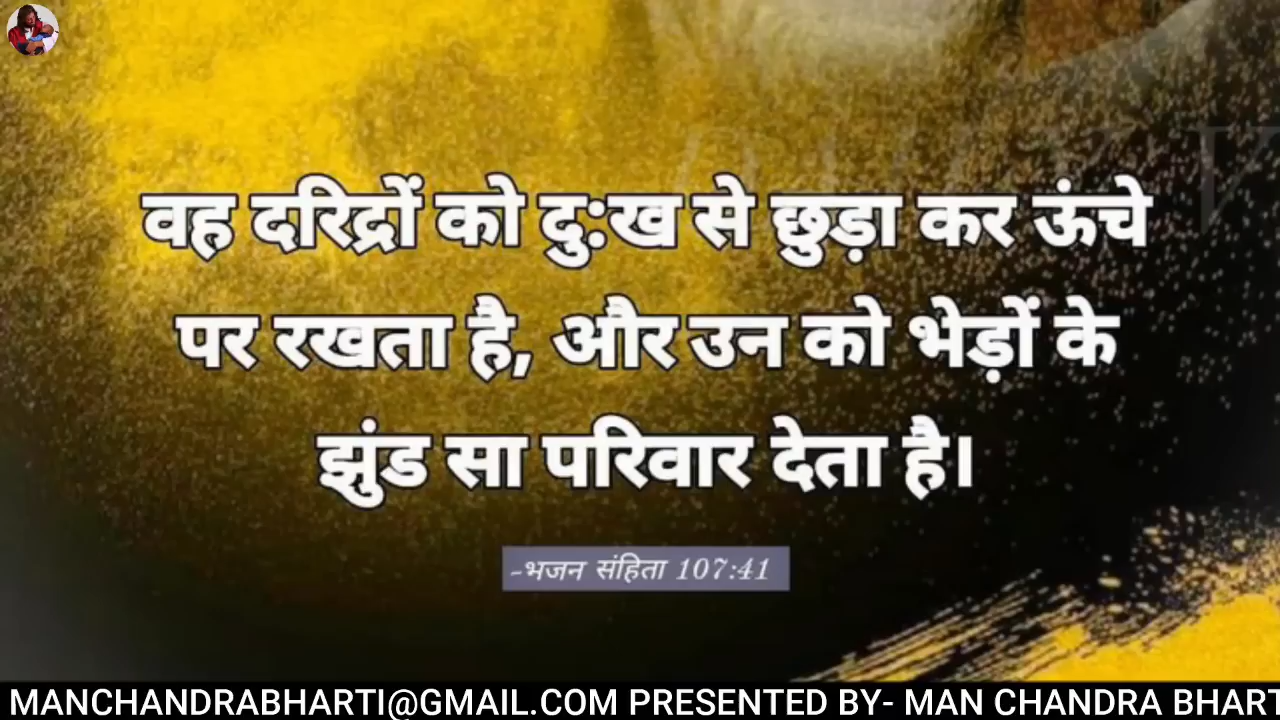 वह दरिद्रों को दु:ख से छुड़ा कर ऊंचे
पर रखता है, और उन को भेड़ों के
झुंड सा परिवार देता है।
-भजन संहिता 107:41
MANCHANDRABHARTI@GMAIL.COM PRESENTED BY- MAN CHANDRA BHART